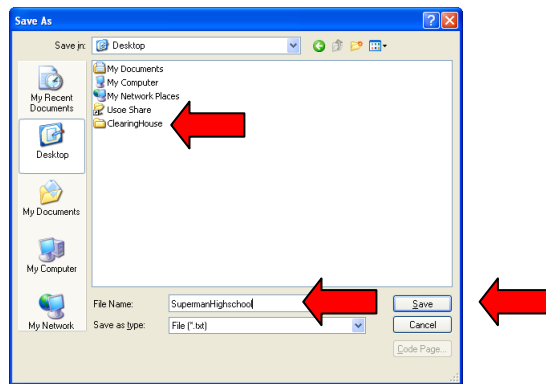 Save As
Save in:
Desktop
My Recent
Documents
Desktop
My Documents
My Computer
My Network
My Documents
My Computer
My Network Places
Usoe Share
ClearingHouse
File Name:
SupermanHighschool
Save
Save as type:
File (*.txt)
Cancel
Code Page...